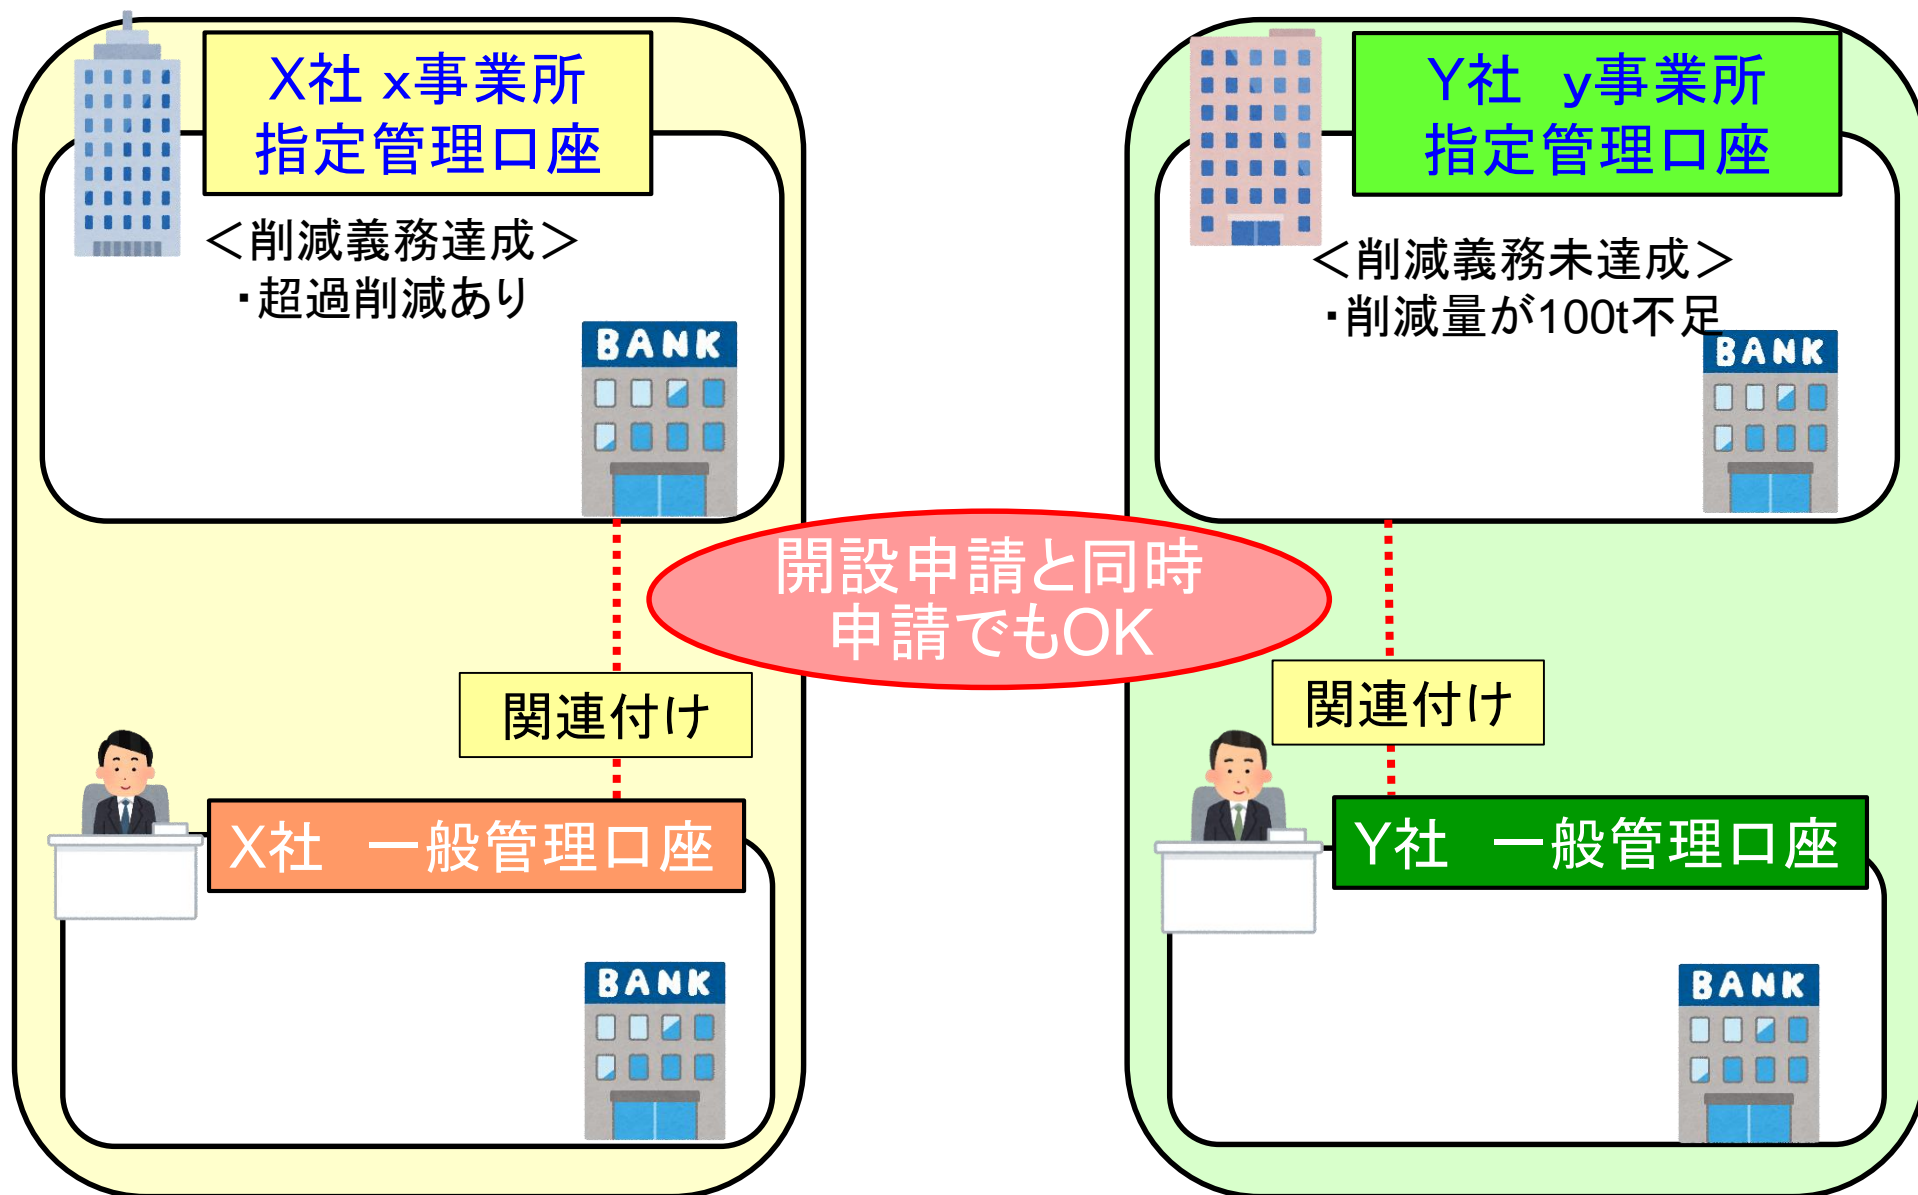 X社 x事業所
指定管理口座
＜削減義務達成＞
・超過削減あり
BANK
関連付け
X社　一般管理口座
BANK
開設申請と同時
申請でもOK
Y社　y事業所
指定管理口座
＜削減義務未達成＞
・削減量が100t不足
BANK
関連付け
Y社　一般管理口座
BANK